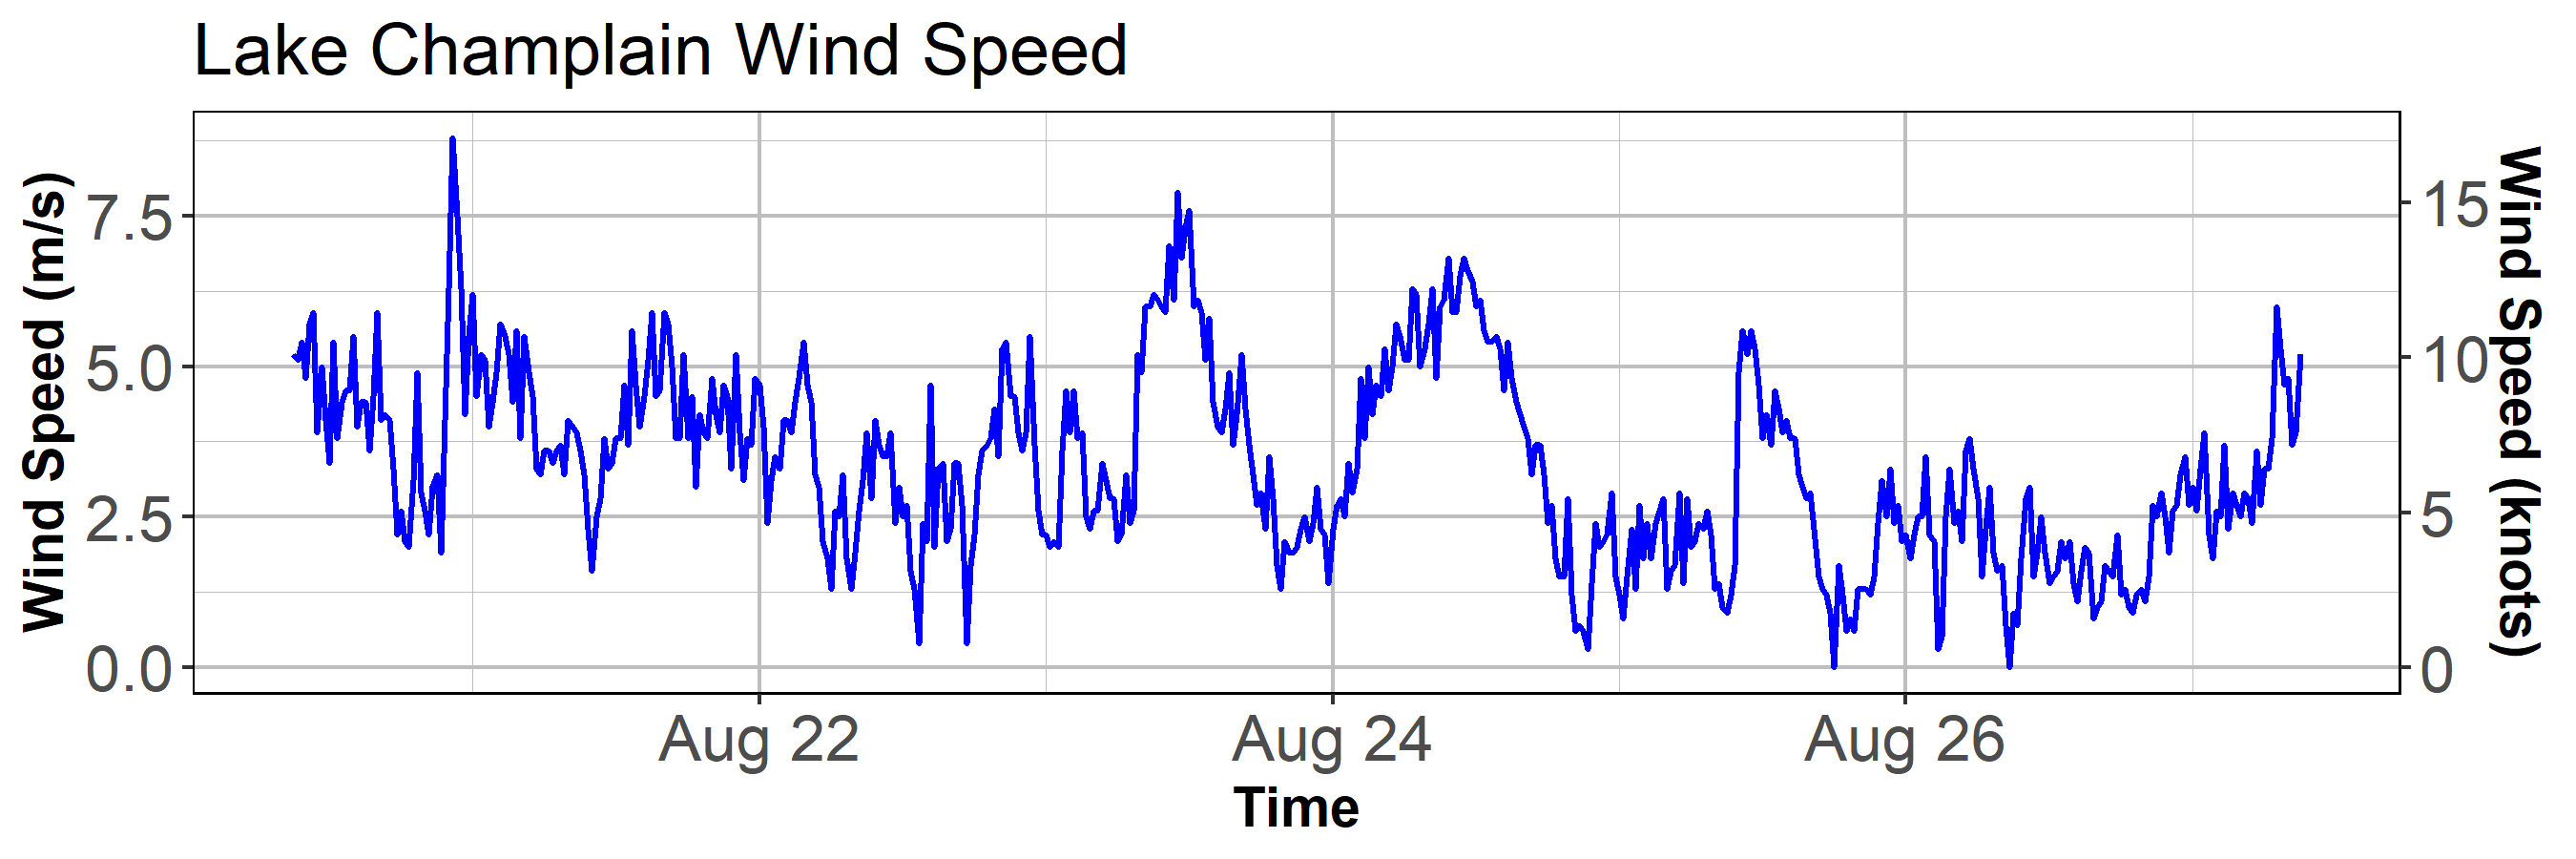 Lake Champlain Wind Speed
Wind Speed (m/s)
7.5
5.0
2.5
0.0
15
10
5
0
Wind Speed (knots)
Aug 22
Aug 24
Aug 26
Time